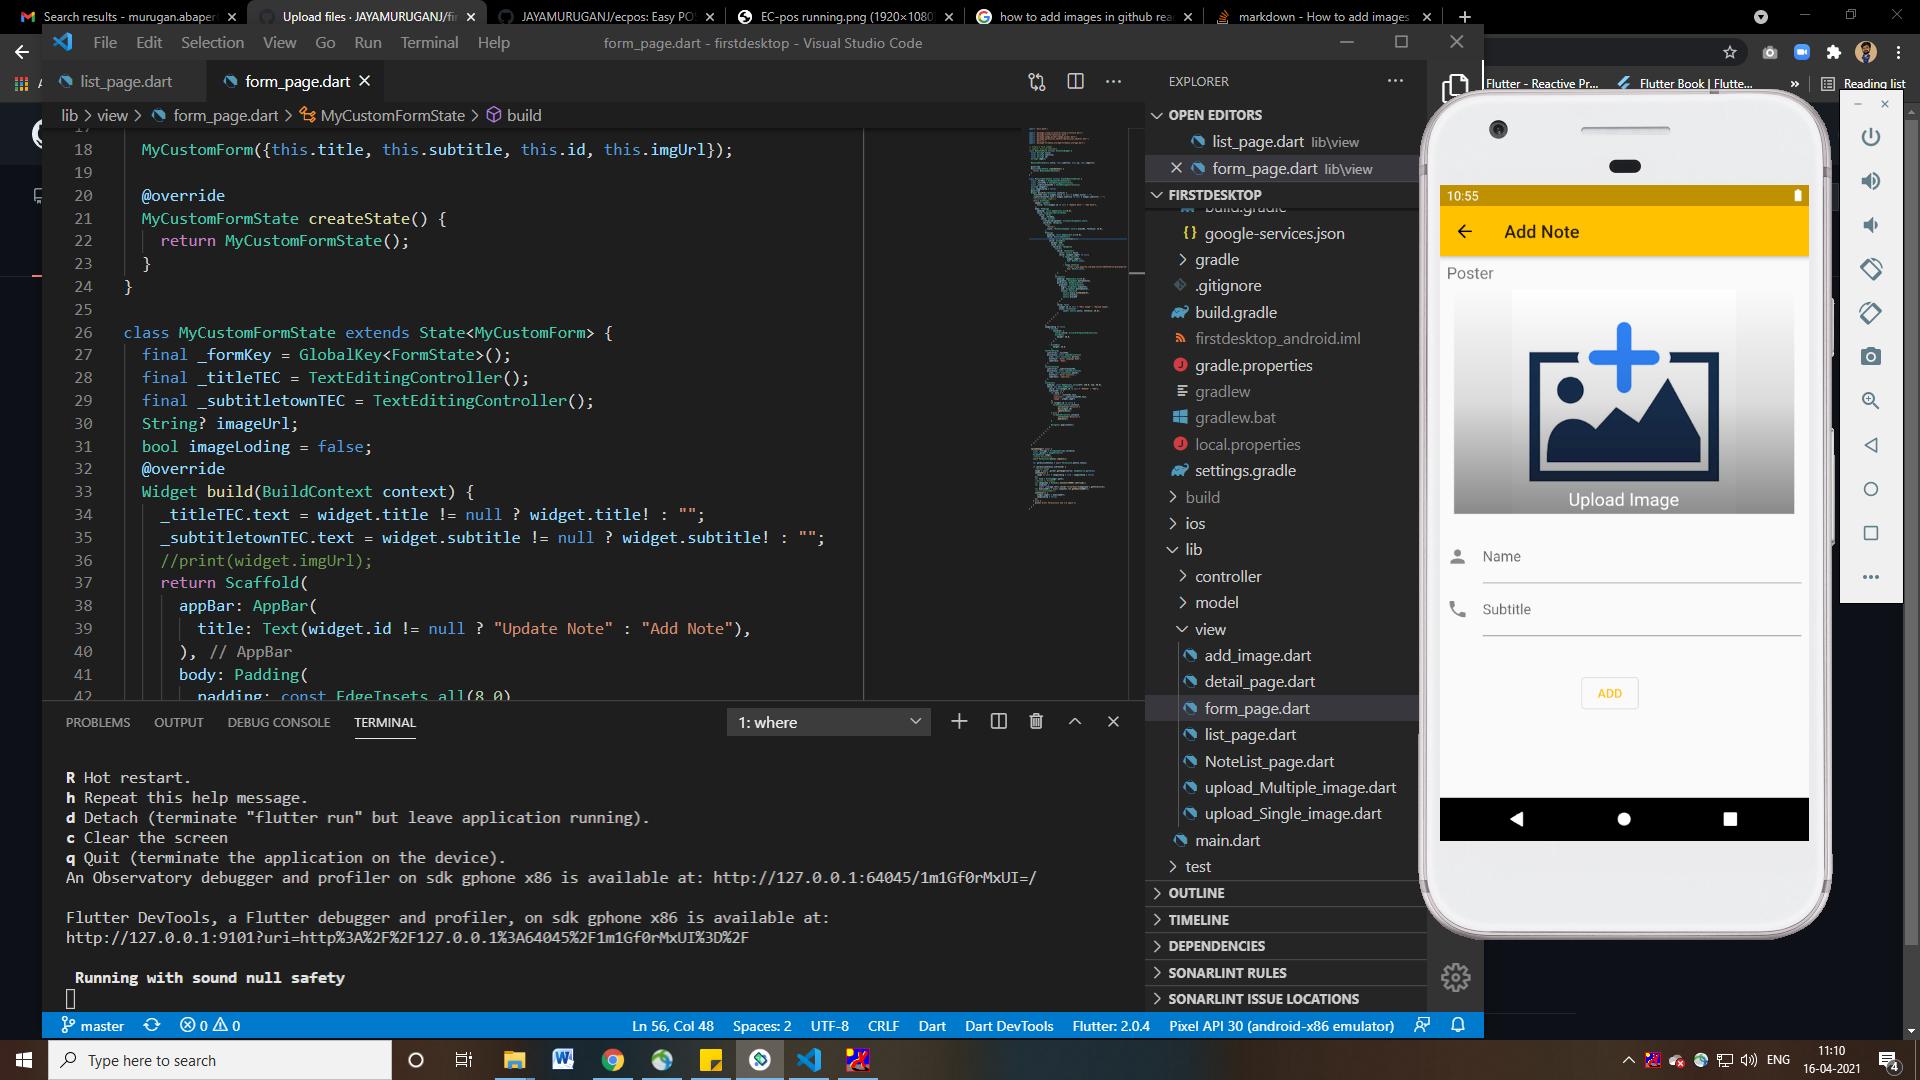 Search results - murugan.abaper
Upload files · JAYAMURUGANJ/fir
JAYAMURUGANJ/ecpos: Easy PO
EC-pos running.png (1920×1080
how to add images in github rea
markdown - How to add images
File Edit Selection View Go Run Terminal Help
form_page.dart - firstdesktop - Visual Studio Code
Flutter - Reactive Pr...
Flutter Book | Flutte...
»
Reading list
list_page.dart
form_page.dart
lib > view > form_page.dart > MyCustomFormState > build
17
18 MyCustomForm({this.title, this.subtitle, this.id, this.imgUrl});
19
20 @override
21 MyCustomFormState createState() {
22 return MyCustomFormState();
23 }
24 }
25
26 class MyCustomFormState extends State<MyCustomForm> {
27 final _formKey = GlobalKey<FormState>();
28 final _titleTEC = TextEditingController();
29 final _subtitletownTEC = TextEditingController();
30 String? imageUrl;
31 bool imageLoding = false;
32 @override
33 Widget build(BuildContext context) {
34 _titleTEC.text = widget.title != null ? widget.title! : "";
35 _subtitletownTEC.text = widget.subtitle != null ? widget.subtitle! : "";
36 //print(widget.imgUrl);
37 return Scaffold(
38 appBar: AppBar(
39 title: Text(widget.id != null ? "Update Note" : "Add Note"),
40 ), // AppBar
41 body: Padding(
42 padding: const EdgeInsets.all(8.0),
PROBLEMS OUTPUT DEBUG CONSOLE TERMINAL
1: where
R Hot restart.
h Repeat this help message.
d Detach (terminate "flutter run" but leave application running).
c Clear the screen
q Quit (terminate the application on the device).
An Observatory debugger and profiler on sdk gphone x86 is available at: http://127.0.0.1:64045/1m1Gf0rMxUI=/
Flutter DevTools, a Flutter debugger and profiler, on sdk gphone x86 is available at:
http://127.0.0.1:9101?uri=http%3A%2F%2F127.0.0.1%3A64045%2F1m1Gf0rMxUI%3D%2F
Running with sound null safety
EXPLORER
OPEN EDITORS
list_page.dart lib\view
form_page.dart lib\view
FIRSTDESKTOP
build.gradle
google-services.json
gradle
.gitignore
build.gradle
firstdesktop_android.iml
gradle.properties
gradlew
gradlew.bat
local.properties
settings.gradle
build
ios
lib
controller
model
view
add_image.dart
detail_page.dart
form_page.dart
list_page.dart
NoteList_page.dart
upload_Multiple_image.dart
upload_Single_image.dart
main.dart
test
OUTLINE
TIMELINE
DEPENDENCIES
SONARLINT RULES
SONARLINT ISSUE LOCATIONS
10:55
Add Note
Poster
Upload Image
Name
Subtitle
ADD
master
0 0
Ln 56, Col 48
Spaces: 2
UTF-8
CRLF
Dart
Dart DevTools
Flutter: 2.0.4
Pixel API 30 (android-x86 emulator)
Type here to search
ENG
11:10
16-04-2021
4